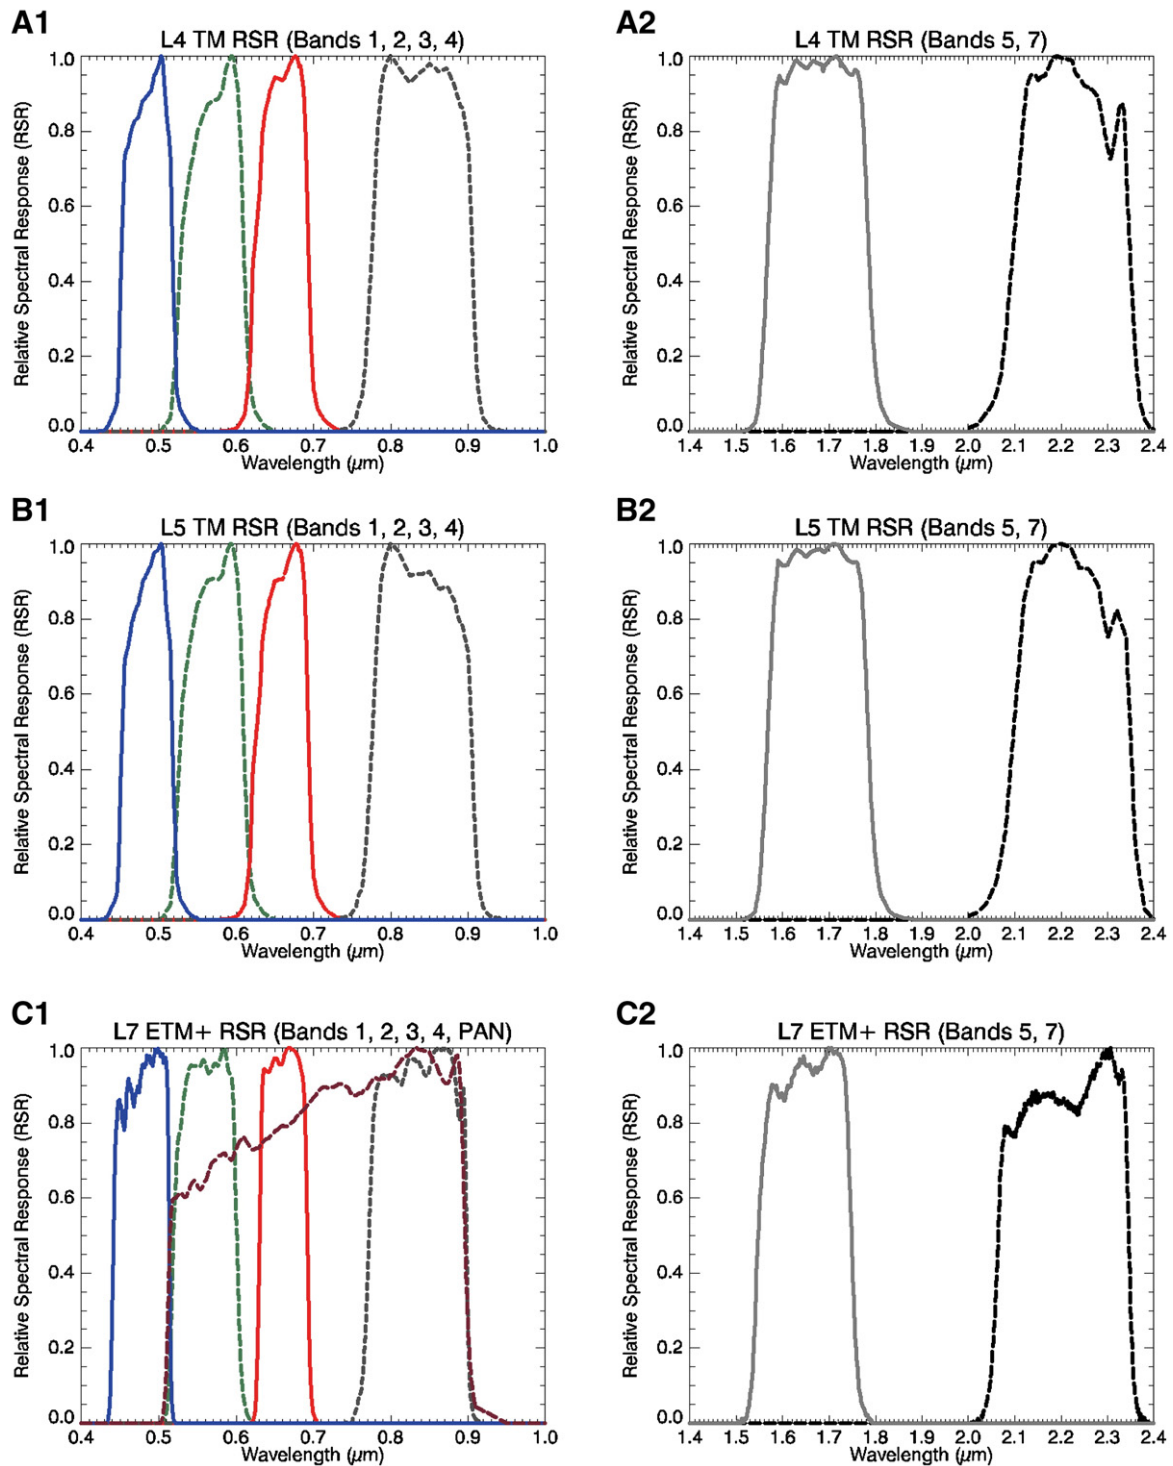 A1
L4 TM RSR (Bands 1, 2, 3, 4)
Relative Spectral Response (RSR)
1.0
0.8
0.6
0.4
0.2
0.0
0.4 0.5 0.6 0.7 0.8 0.9 1.0
Wavelength (µm)
A2
L4 TM RSR (Bands 5, 7)
Relative Spectral Response (RSR)
1.0
0.8
0.6
0.4
0.2
0.0
1.4 1.5 1.6 1.7 1.8 1.9 2.0 2.1 2.2 2.3 2.4
Wavelength (µm)
B1
L5 TM RSR (Bands 1, 2, 3, 4)
Relative Spectral Response (RSR)
1.0
0.8
0.6
0.4
0.2
0.0
0.4 0.5 0.6 0.7 0.8 0.9 1.0
Wavelength (µm)
B2
L5 TM RSR (Bands 5, 7)
Relative Spectral Response (RSR)
1.0
0.8
0.6
0.4
0.2
0.0
1.4 1.5 1.6 1.7 1.8 1.9 2.0 2.1 2.2 2.3 2.4
Wavelength (µm)
C1
L7 ETM+ RSR (Bands 1, 2, 3, 4, PAN)
Relative Spectral Response (RSR)
1.0
0.8
0.6
0.4
0.2
0.0
0.4 0.5 0.6 0.7 0.8 0.9 1.0
Wavelength (µm)
C2
L7 ETM+ RSR (Bands 5, 7)
Relative Spectral Response (RSR)
1.0
0.8
0.6
0.4
0.2
0.0
1.4 1.5 1.6 1.7 1.8 1.9 2.0 2.1 2.2 2.3 2.4
Wavelength (µm)